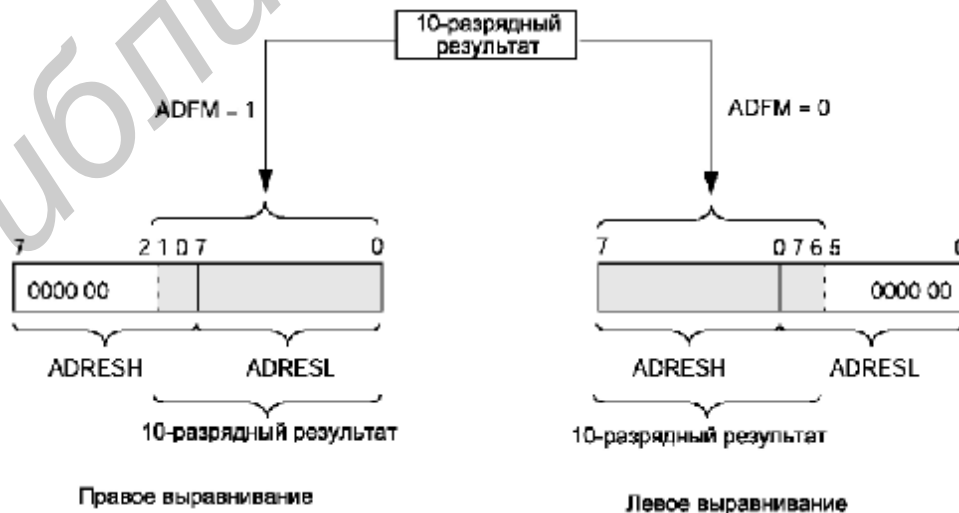 10-разрядный
результат
ADFM = 1
ADFM = 0
7 2 1 0 7 0
7 0 7 6 5 0
0000 00
0000 00
ADRESH ADRESL
ADRESH ADRESL
10-разрядный результат
10-разрядный результат
Правое выравнивание
Левое выравнивание